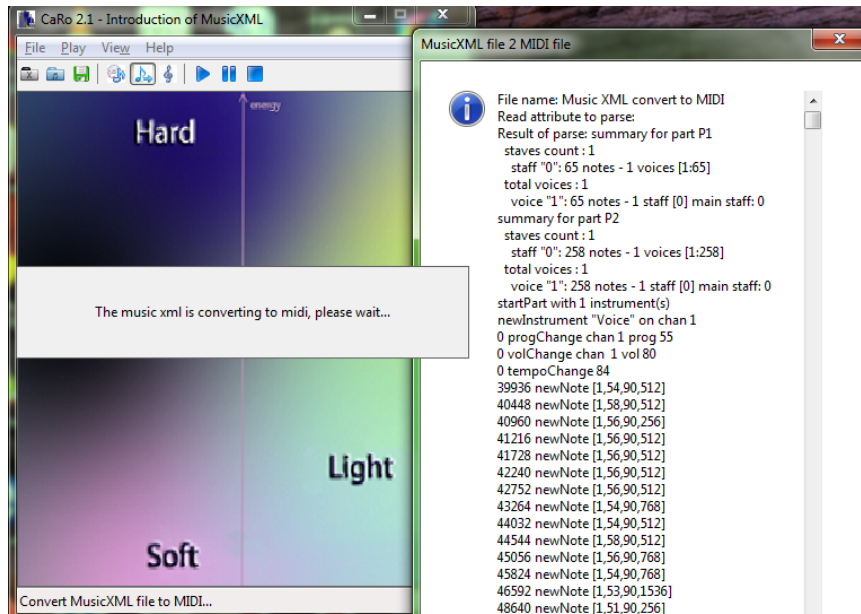 CaRo 2.1 - Introduction of MusicXML
File Play View Help
energy
Hard
The music xml is converting to midi, please wait...
Light
Soft
Convert MusicXML file to MIDI...
MusicXML file 2 MIDI file
File name: Music XML convert to MIDI
Read attribute to parse:
Result of parse: summary for part P1
staves count : 1
staff "0": 65 notes - 1 voices [1:65]
total voices : 1
voice "1": 65 notes - 1 staff [0] main staff: 0
summary for part P2
staves count : 1
staff "0": 258 notes - 1 voices [1:258]
total voices : 1
voice "1": 258 notes - 1 staff [0] main staff: 0
startPart with 1 instrument(s)
newInstrument "Voice" on chan 1
0 progChange chan 1 prog 55
0 volChange chan  1 vol 80
0 tempoChange 84
39936 newNote [1,54,90,512]
40448 newNote [1,58,90,512]
40960 newNote [1,56,90,256]
41216 newNote [1,56,90,512]
41728 newNote [1,56,90,512]
42240 newNote [1,56,90,512]
42752 newNote [1,56,90,512]
43264 newNote [1,54,90,768]
44032 newNote [1,54,90,512]
44544 newNote [1,58,90,512]
45056 newNote [1,56,90,768]
45824 newNote [1,54,90,768]
46592 newNote [1,53,90,1536]
48640 newNote [1,51,90,256]